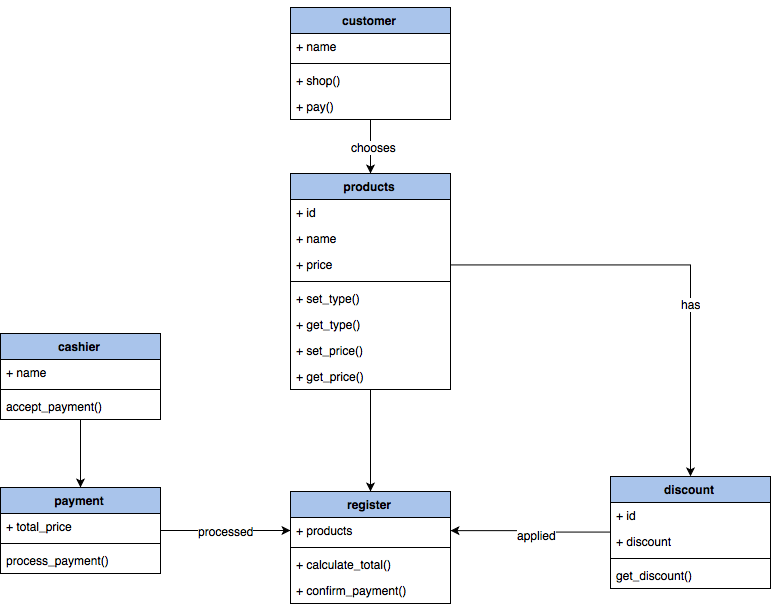 customer
+ name
+ shop()
+ pay()
chooses
products
+ id
+ name
+ price
+ set_type()
+ get_type()
+ set_price()
+ get_price()
has
cashier
+ name
accept_payment()
payment
+ total_price
process_payment()
processed
register
+ products
+ calculate_total()
+ confirm_payment()
applied
discount
+ id
+ discount
get_discount()